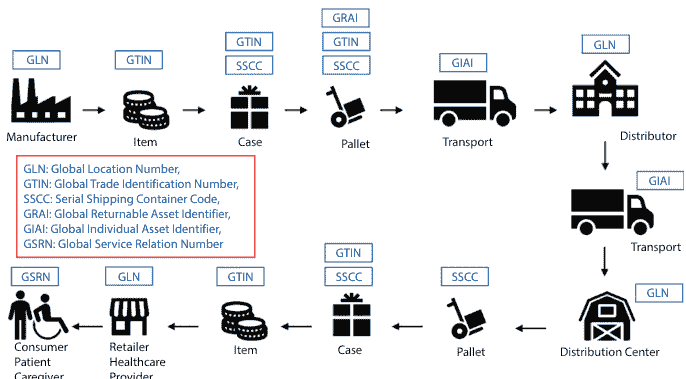 GRAI
GLN
GTIN
GTIN
GTIN
GLN
SSCC
SSCC
GIAI
Manufacturer
Item
Case
Pallet
Transport
Distributor
GLN: Global Location Number,
GTIN: Global Trade Identification Number,
SSCC: Serial Shipping Container Code,
GRAI: Global Returnable Asset Identifier,
GIAI: Global Individual Asset Identifier,
GSRN: Global Service Relation Number
GIAI
Transport
GTIN
GSRN
GLN
GTIN
SSCC
SSCC
GLN
Consumer
Patient
Caregiver
Retailer
Healthcare
Provider
Item
Case
Pallet
Distribution Center